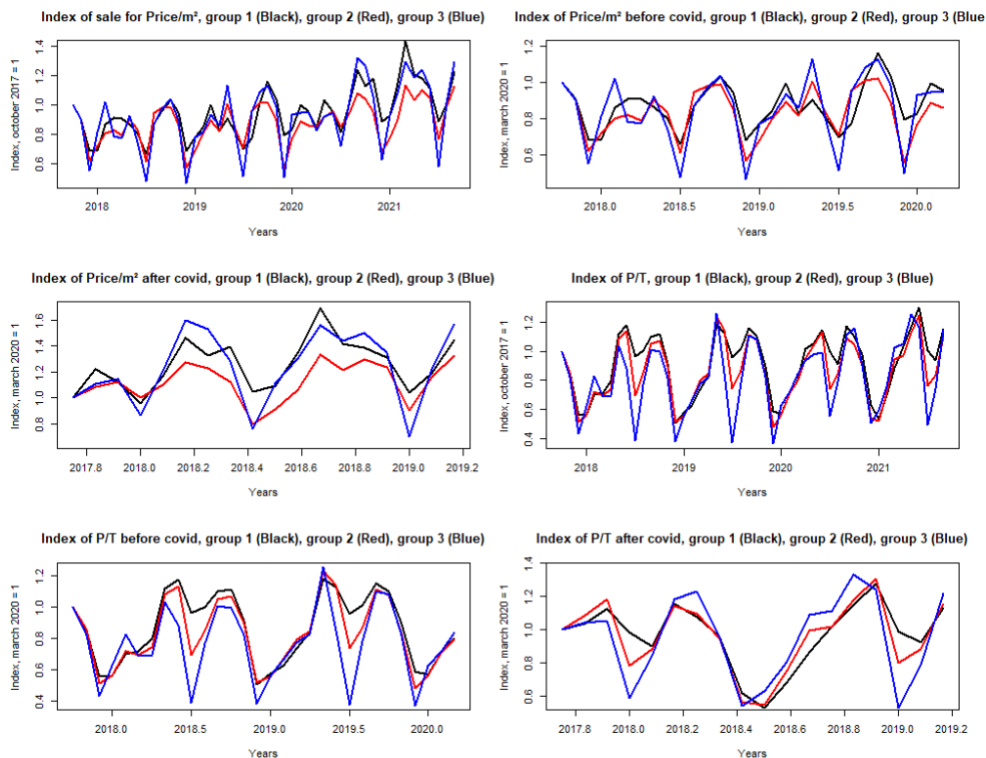 Index of sale for Price/m², group 1 (Black), group 2 (Red), group 3 (Blue)
Index, october 2017 = 1
0.6 0.8 1.0 1.2 1.4
2018 2019 2020 2021
Years
Index of Price/m² before covid, group 1 (Black), group 2 (Red), group 3 (Blue
Index, march 2020 = 1
0.6 0.8 1.0 1.2
2018.0 2018.5 2019.0 2019.5 2020.0
Years
Index of Price/m² after covid, group 1 (Black), group 2 (Red), group 3 (Blue)
Index, march 2020 = 1
0.8 1.0 1.2 1.4 1.6
2017.8 2018.0 2018.2 2018.4 2018.6 2018.8 2019.0 2019.2
Years
Index of P/T, group 1 (Black), group 2 (Red), group 3 (Blue)
Index, october 2017 = 1
0.4 0.6 0.8 1.0 1.2
2018 2019 2020 2021
Years
Index of P/T before covid, group 1 (Black), group 2 (Red), group 3 (Blue)
Index, march 2020 = 1
0.4 0.6 0.8 1.0 1.2
2018.0 2018.5 2019.0 2019.5 2020.0
Years
Index of P/T after covid, group 1 (Black), group 2 (Red), group 3 (Blue)
Index, march 2020 = 1
0.6 0.8 1.0 1.2 1.4
2017.8 2018.0 2018.2 2018.4 2018.6 2018.8 2019.0 2019.2
Years